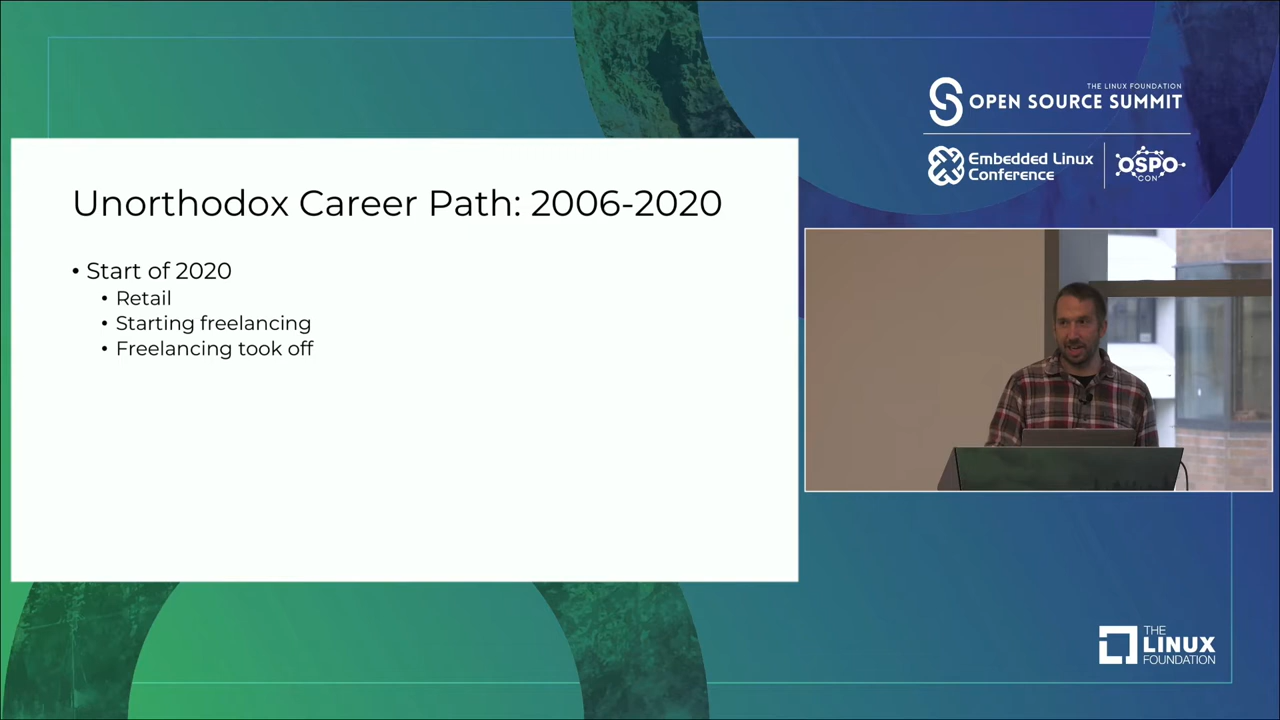 THE LINUX FOUNDATION
OPEN SOURCE SUMMIT
Embedded Linux
Conference
OSPO
CON
Unorthodox Career Path: 2006-2020
• Start of 2020
• Retail
• Starting freelancing
• Freelancing took off
THE
LINUX
FOUNDATION